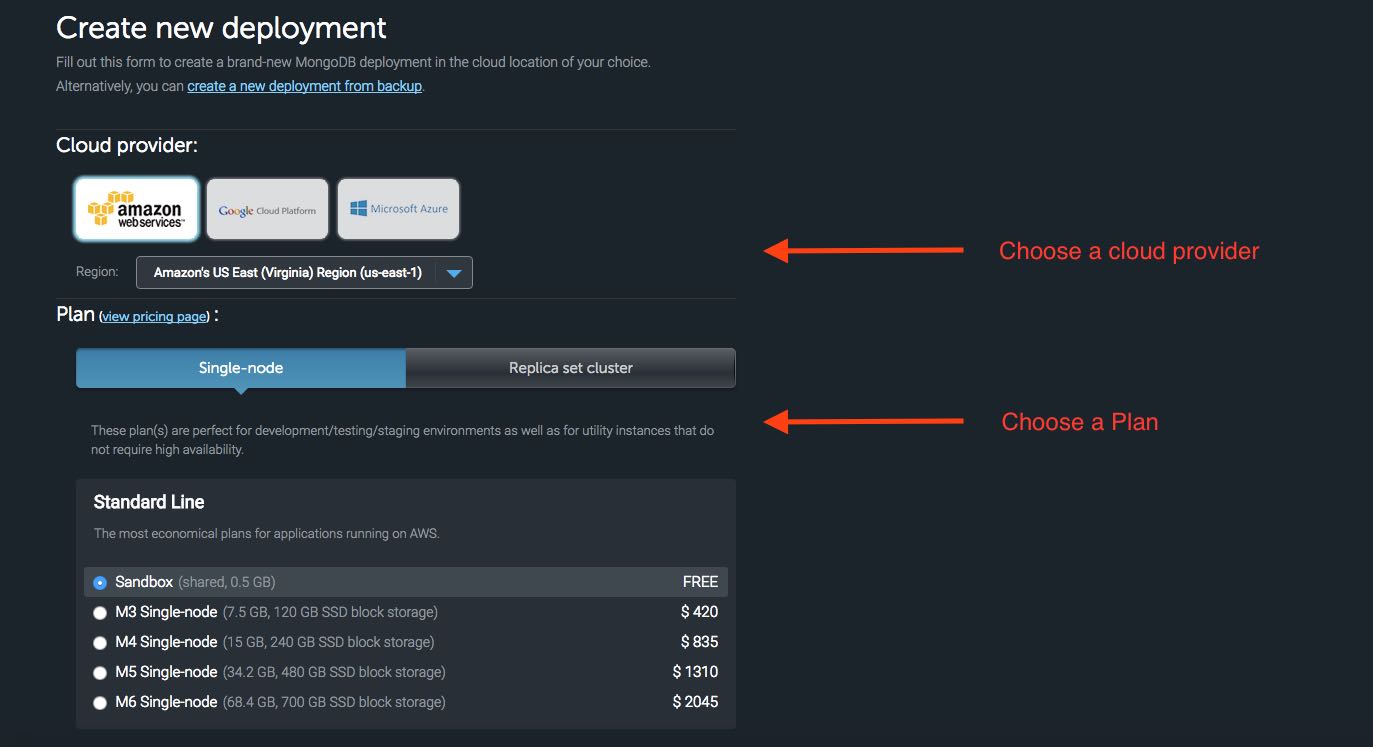 Create new deployment
Fill out this form to create a brand-new MongoDB deployment in the cloud location of your choice.
Alternatively, you can create a new deployment from backup.
Cloud provider:
amazon
webservices™
Google Cloud Platform
Microsoft Azure
Choose a cloud provider
Region:
Amazon's US East (Virginia) Region (us-east-1)
Plan (view pricing page) :
Single-node
Replica set cluster
Choose a Plan
These plan(s) are perfect for development/testing/staging environments as well as for utility instances that do
not require high availability.
Standard Line
The most economical plans for applications running on AWS.
Sandbox (shared, 0.5 GB) FREE
M3 Single-node (7.5 GB, 120 GB SSD block storage) $ 420
M4 Single-node (15 GB, 240 GB SSD block storage) $ 835
M5 Single-node (34.2 GB, 480 GB SSD block storage) $ 1310
M6 Single-node (68.4 GB, 700 GB SSD block storage) $ 2045